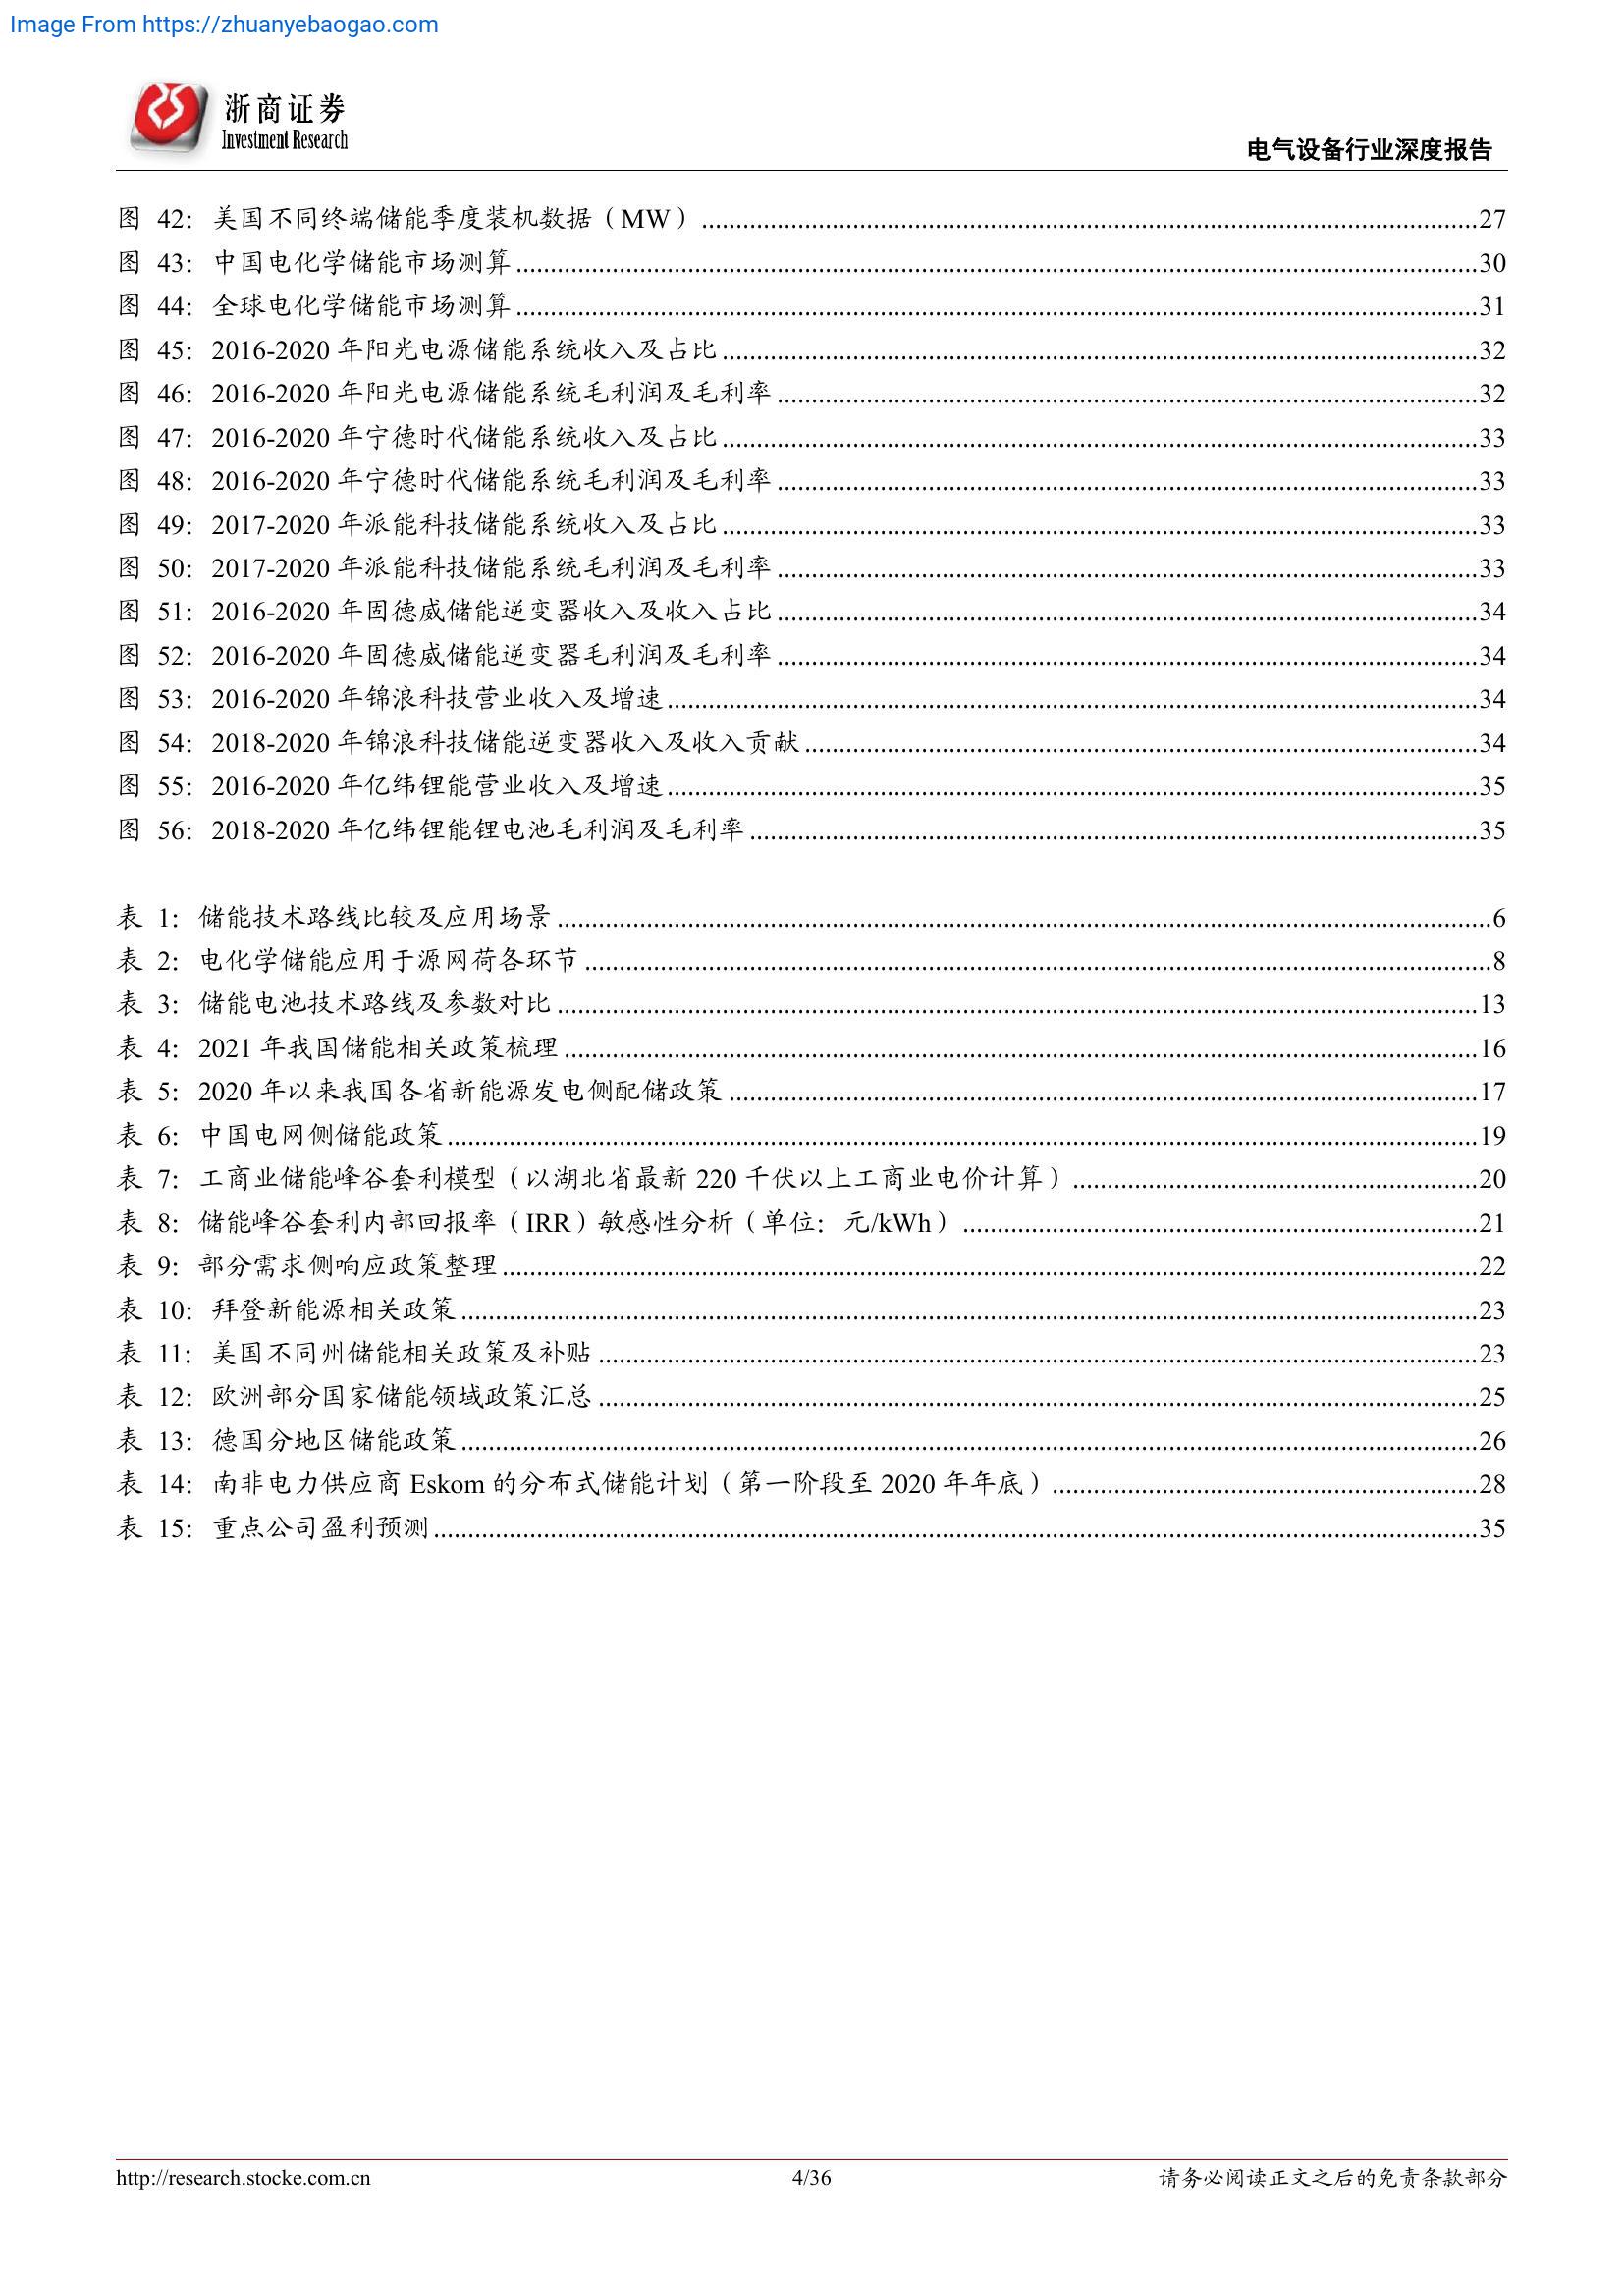 Image From https://zhuanyebaogao.com
浙商证券
Investment Research
电气设备行业深度报告
图 42：美国不同终端储能季度装机数据（MW）........27
图 43：中国电化学储能市场测算........30
图 44：全球电化学储能市场测算........31
图 45：2016-2020 年阳光电源储能系统收入及占比........32
图 46：2016-2020 年阳光电源储能系统毛利润及毛利率........32
图 47：2016-2020 年宁德时代储能系统收入及占比........33
图 48：2016-2020 年宁德时代储能系统毛利润及毛利率........33
图 49：2017-2020 年派能科技储能系统收入及占比........33
图 50：2017-2020 年派能科技储能系统毛利润及毛利率........33
图 51：2016-2020 年固德威储能逆变器收入及收入占比........34
图 52：2016-2020 年固德威储能逆变器毛利润及毛利率........34
图 53：2016-2020 年锦浪科技营业收入及增速........34
图 54：2018-2020 年锦浪科技储能逆变器收入及收入贡献........34
图 55：2016-2020 年亿纬锂能营业收入及增速........35
图 56：2018-2020 年亿纬锂能锂电池毛利润及毛利率........35
表 1：储能技术路线比较及应用场景........6
表 2：电化学储能应用于源网荷各环节........8
表 3：储能电池技术路线及参数对比........13
表 4：2021 年我国储能相关政策梳理........16
表 5：2020 年以来我国各省新能源发电侧配储政策........17
表 6：中国电网侧储能政策........19
表 7：工商业储能峰谷套利模型（以湖北省最新 220 千伏以上工商业电价计算）........20
表 8：储能峰谷套利内部回报率（IRR）敏感性分析（单位：元/kWh）........21
表 9：部分需求侧响应政策整理........22
表 10：拜登新能源相关政策........23
表 11：美国不同州储能相关政策及补贴........23
表 12：欧洲部分国家储能领域政策汇总........25
表 13：德国分地区储能政策........26
表 14：南非电力供应商 Eskom 的分布式储能计划（第一阶段至 2020 年年底）........28
表 15：重点公司盈利预测........35
http://research.stocke.com.cn
4/36
请务必阅读正文之后的免责条款部分